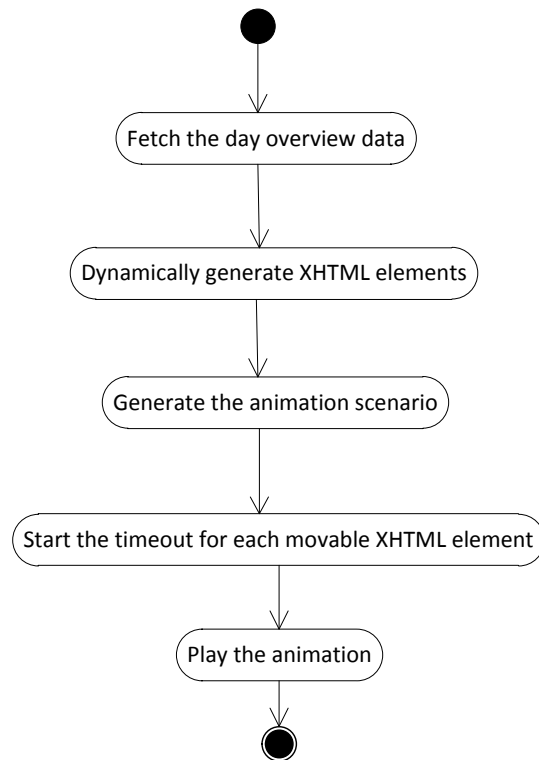 Fetch the day overview data
Dynamically generate XHTML elements
Generate the animation scenario
Start the timeout for each movable XHTML element
Play the animation